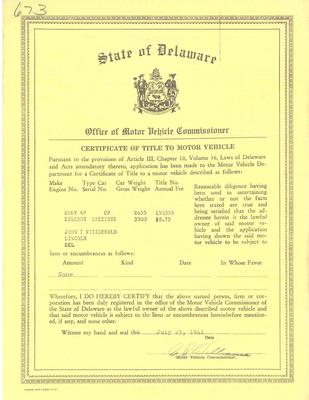 673
State of Delaware
Office of Motor Vehicle Commissioner
CERTIFICATE OF TITLE TO MOTOR VEHICLE
Pursuant to the provisions of Article III, Chapter 10, Volume 36, Laws of Delaware
and Acts amendatory thereto, application has been made to the Motor Vehicle De-
partment for a Certificate of Title to a motor vehicle described as follows:
Make Type Car Car Weight Title No.
Engine No. Serial No. Gross Weight Annual Fee
CHEV CP
3500
JOHN T FITZGERALD
LINCOLN
DEL
Reasonable diligence having
been used in ascertaining
whether or not the facts
here stated are true and
being satisfied that the ad-
dressee herein is the owner
of said motor vehicle
and the application
having shown the said mo-
tor vehicle to be subject to
liens or encumbrances as follows:
Amount Kind Date In Whose Favor
None
Wherefore, I DO HEREBY CERTIFY that the above named person, firm or cor-
poration has been duly registered in the office of the Motor Vehicle Commissioner of
the State of Delaware as the lawful owner of the above described motor vehicle and
that said motor vehicle is subject to the liens or encumbrances hereinbefore mention-
ed, if any, and none other.
Witness my hand and seal this July 25, 1941
Date
Motor Vehicle Commissioner